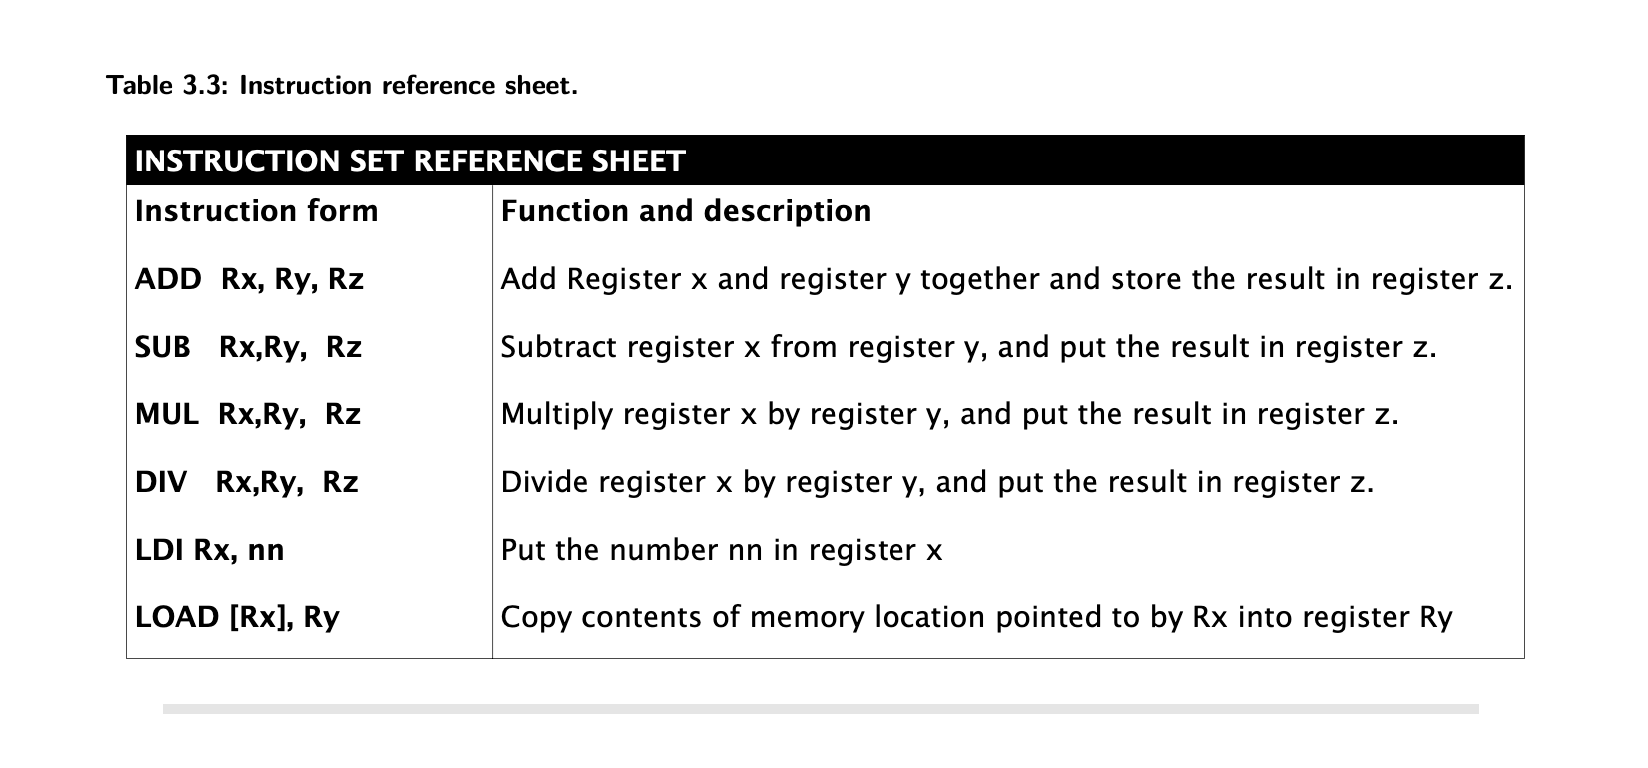 Table 3.3: Instruction reference sheet.
INSTRUCTION SET REFERENCE SHEET
Instruction form Function and description
ADD Rx, Ry, Rz Add Register x and register y together and store the result in register z.
SUB Rx,Ry, Rz Subtract register x from register y, and put the result in register z.
MUL Rx,Ry, Rz Multiply register x by register y, and put the result in register z.
DIV Rx,Ry, Rz Divide register x by register y, and put the result in register z.
LDI Rx, nn Put the number nn in register x
LOAD [Rx], Ry Copy contents of memory location pointed to by Rx into register Ry